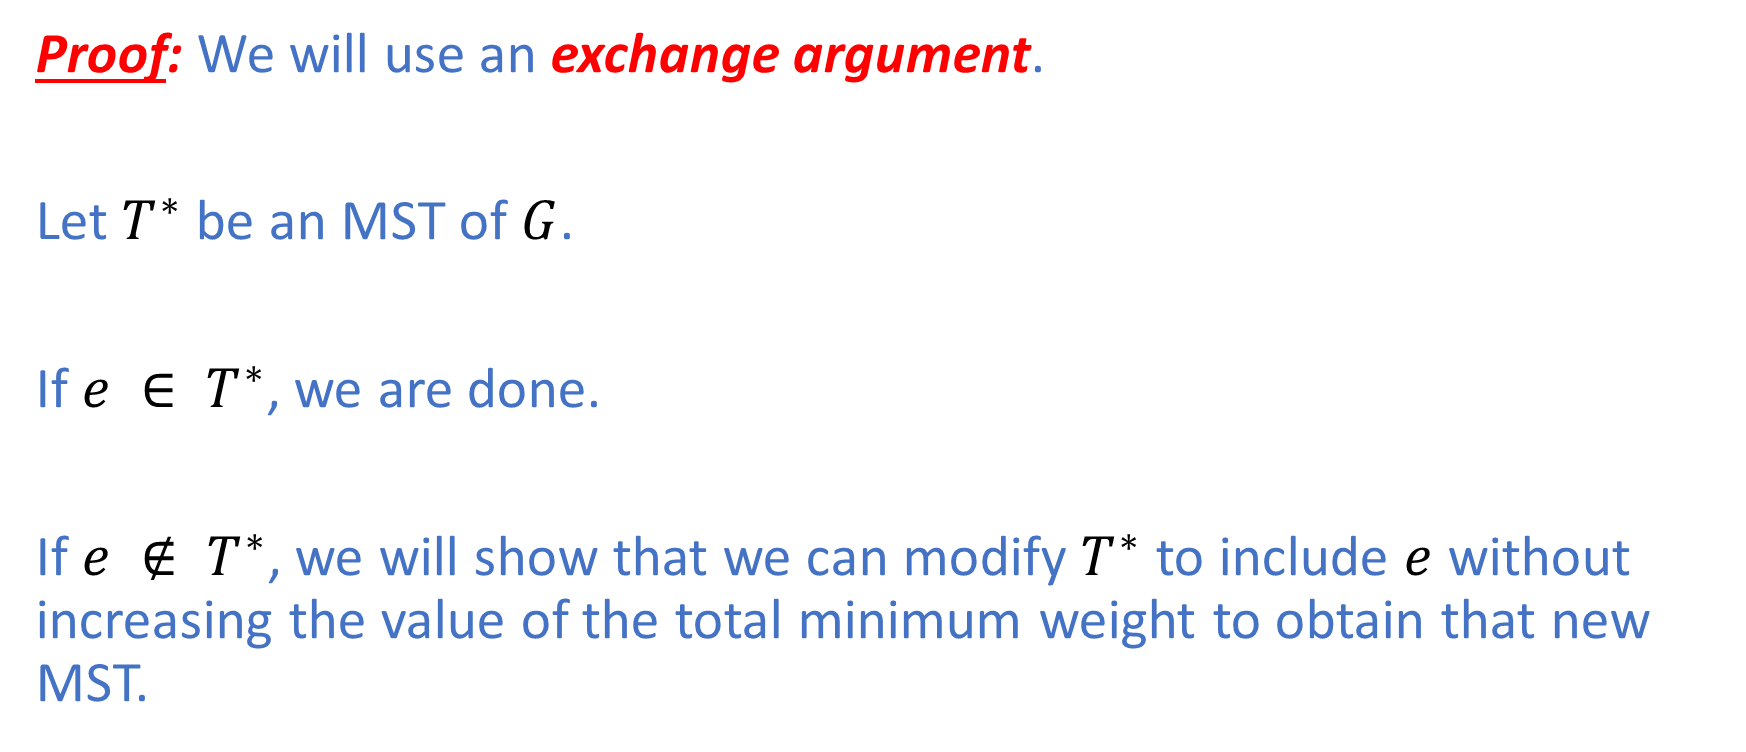 Proof: We will use an exchange argument.
Let T* be an MST of G.
If e ∈ T*, we are done.
If e ∉ T*, we will show that we can modify T* to include e without
increasing the value of the total minimum weight to obtain that new
MST.